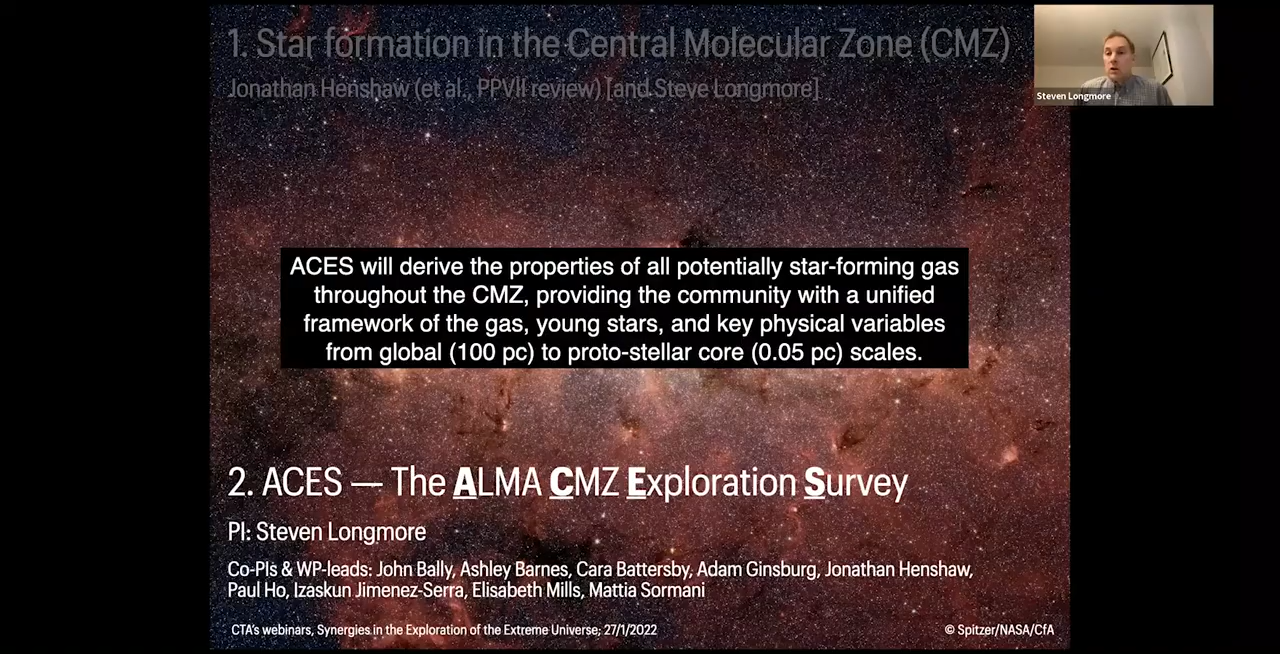 1. Star formation in the Central Molecular Zone (CMZ)
Jonathan Henshaw (et al., PPVII review) [and Steve Longmore]
Steven Longmore
ACES will derive the properties of all potentially star-forming gas
throughout the CMZ, providing the community with a unified
framework of the gas, young stars, and key physical variables
from global (100 pc) to proto-stellar core (0.05 pc) scales.
2. ACES — The ALMA CMZ Exploration Survey
PI: Steven Longmore
Co-PIs & WP-leads: John Bally, Ashley Barnes, Cara Battersby, Adam Ginsburg, Jonathan Henshaw,
Paul Ho, Izaskun Jimenez-Serra, Elisabeth Mills, Mattia Sormani
CTA's webinars, Synergies in the Exploration of the Extreme Universe; 27/1/2022
© Spitzer/NASA/CfA